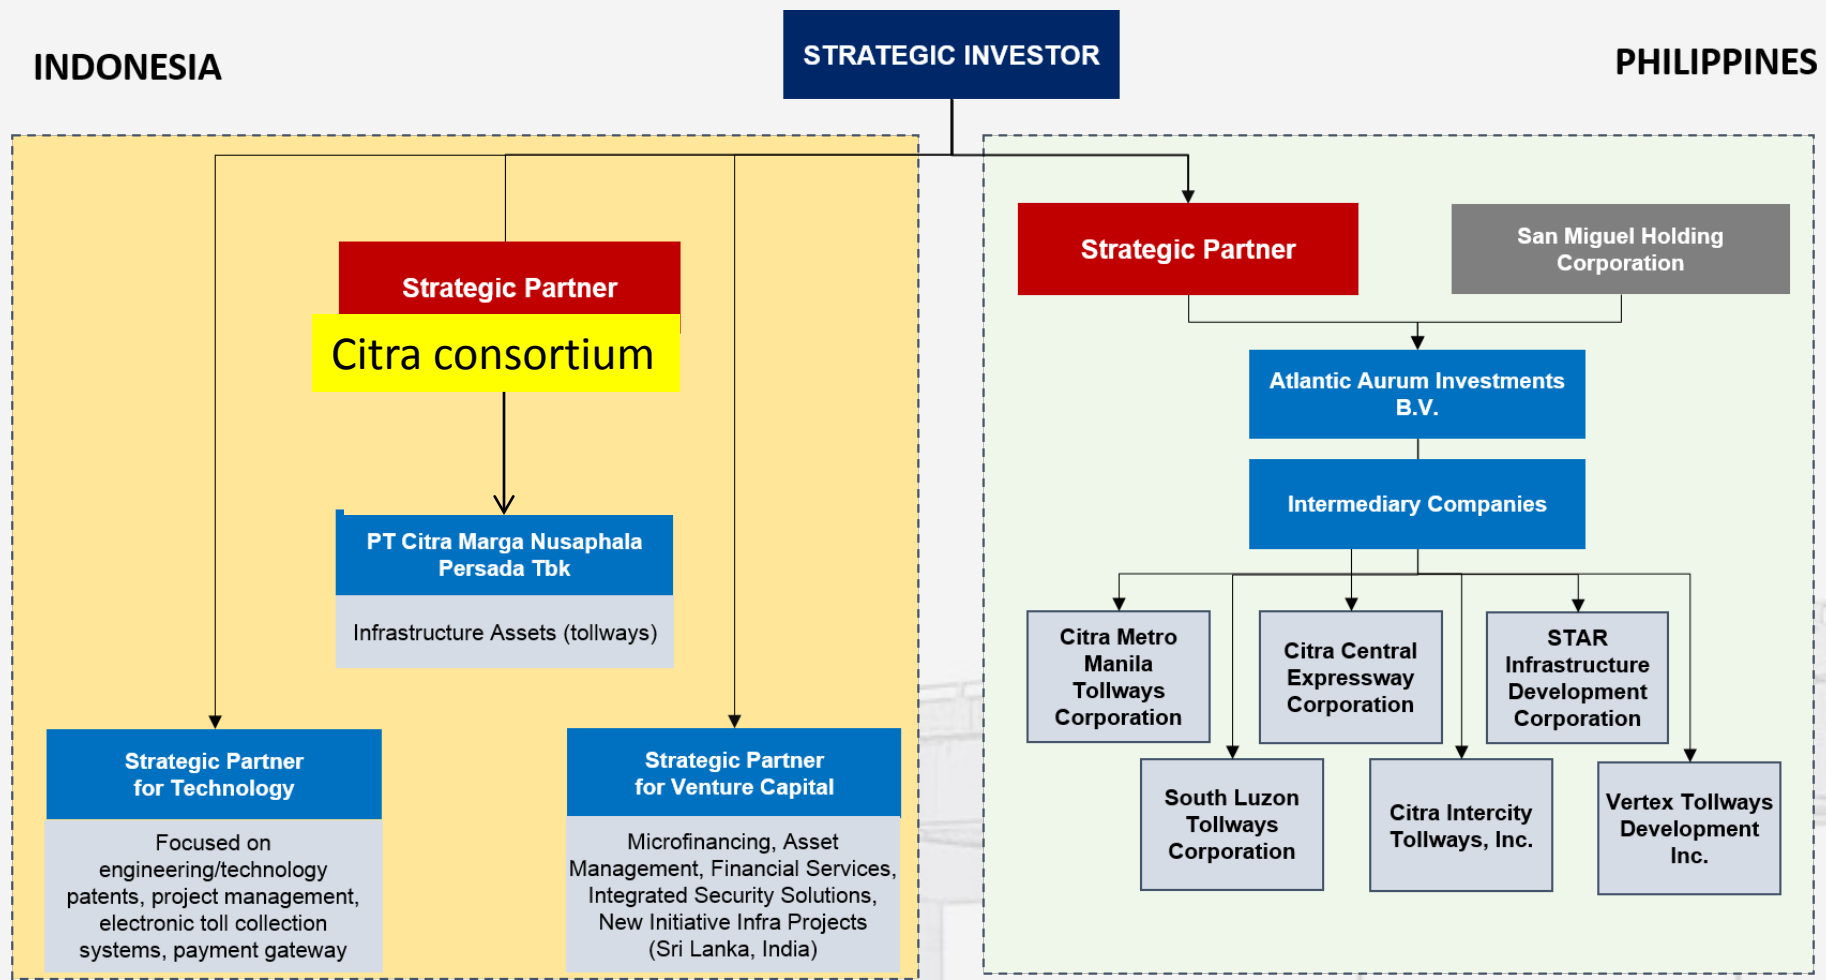 STRATEGIC INVESTOR
INDONESIA
PHILIPPINES
Strategic Partner
Citra consortium
PT Citra Marga Nusaphala
Persada Tbk
Infrastructure Assets (tollways)
Strategic Partner
for Technology
Focused on
engineering/technology
patents, project management,
electronic toll collection
systems, payment gateway
Strategic Partner
for Venture Capital
Microfinancing, Asset
Management, Financial Services,
Integrated Security Solutions,
New Initiative Infra Projects
(Sri Lanka, India)
Strategic Partner
San Miguel Holding
Corporation
Atlantic Aurum Investments
B.V.
Intermediary Companies
Citra Metro
Manila
Tollways
Corporation
Citra Central
Expressway
Corporation
STAR
Infrastructure
Development
Corporation
South Luzon
Tollways
Corporation
Citra Intercity
Tollways, Inc.
Vertex Tollways
Development
Inc.